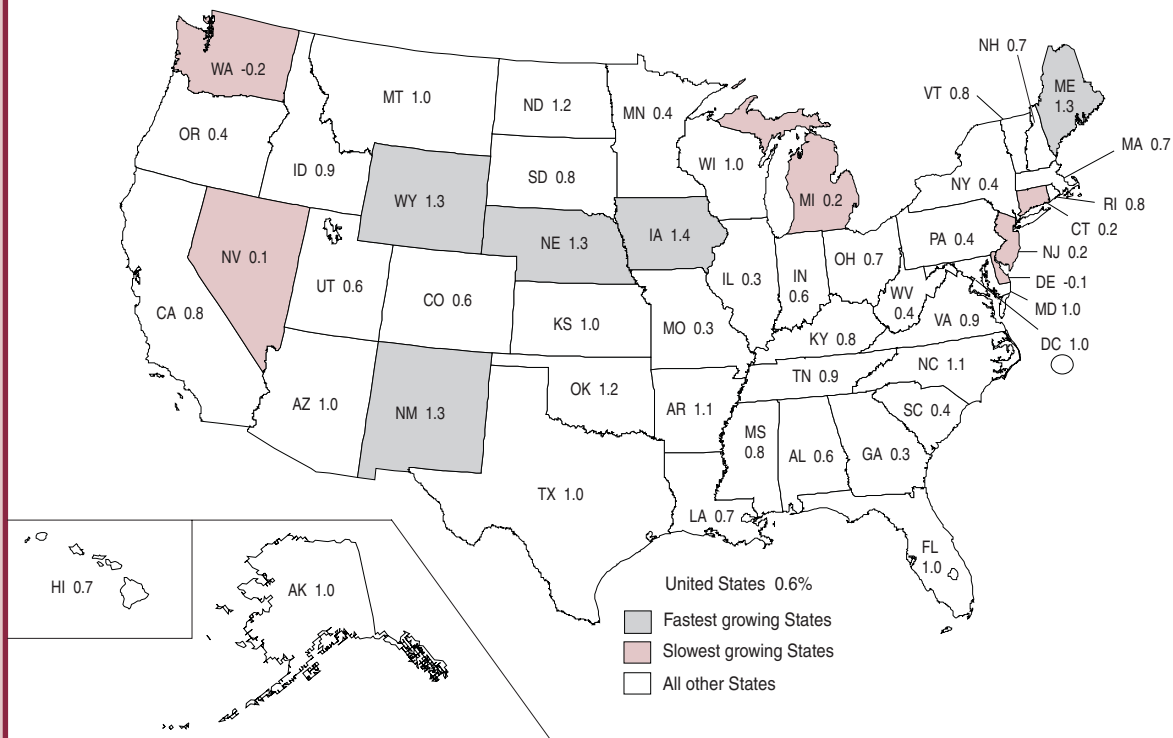 NH 0.7
WA -0.2
ME
1.3
VT 0.8
MT 1.0
ND 1.2
MN 0.4
OR 0.4
MA 0.7
WI 1.0
ID 0.9
SD 0.8
NY 0.4
WY 1.3
MI 0.2
RI 0.8
CT 0.2
NE 1.3
IA 1.4
PA 0.4
NV 0.1
NJ 0.2
OH 0.7
UT 0.6
IL 0.3
IN
0.6
DE -0.1
CO 0.6
WV
0.4
MD 1.0
CA 0.8
KS 1.0
MO 0.3
VA 0.9
KY 0.8
DC 1.0
NC 1.1
TN 0.9
OK 1.2
AZ 1.0
NM 1.3
AR 1.1
SC 0.4
MS
0.8
AL 0.6
GA 0.3
TX 1.0
LA 0.7
FL
1.0
HI 0.7
AK 1.0
United States 0.6%
Fastest growing States
Slowest growing States
All other States